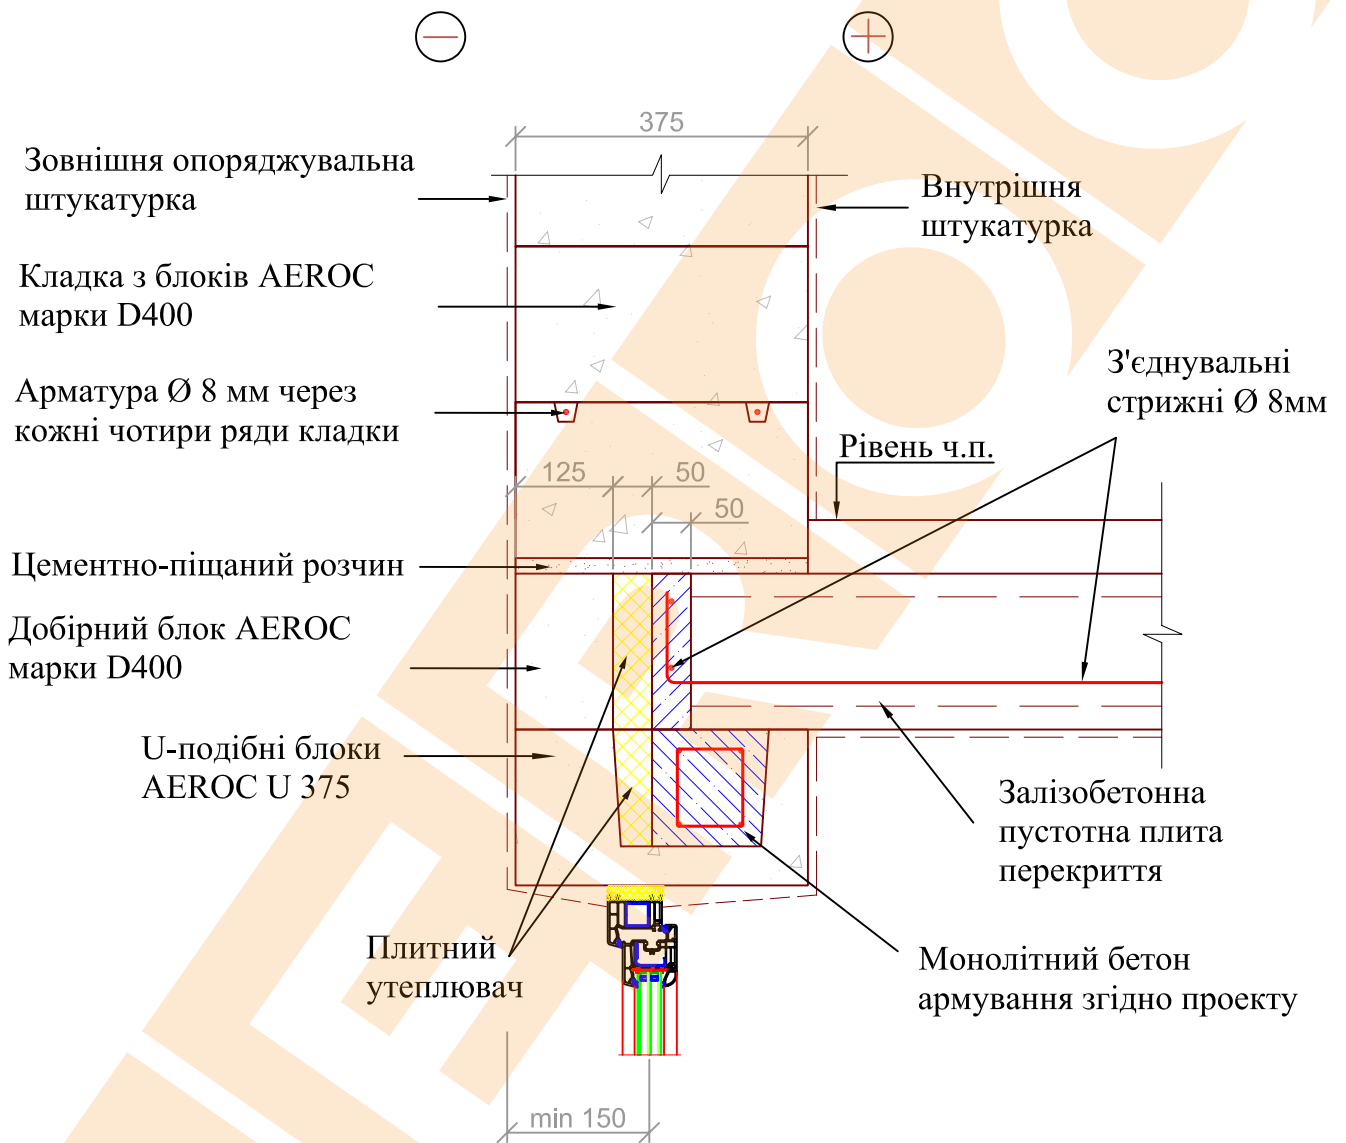 375
Зовнішня опоряджувальна
штукатурка
Внутрішня
штукатурка
Кладка з блоків AEROC
марки D400
З'єднувальні
стрижні Ø 8мм
Арматура Ø 8 мм через
кожні чотири ряди кладки
Рівень ч.п.
125
50
50
Цементно-піщаний розчин
Добірний блок AEROC
марки D400
U-подібні блоки
AEROC U 375
Залізобетонна
пустотна плита
перекриття
Плитний
утеплювач
Монолітний бетон
армування згідно проекту
min 150